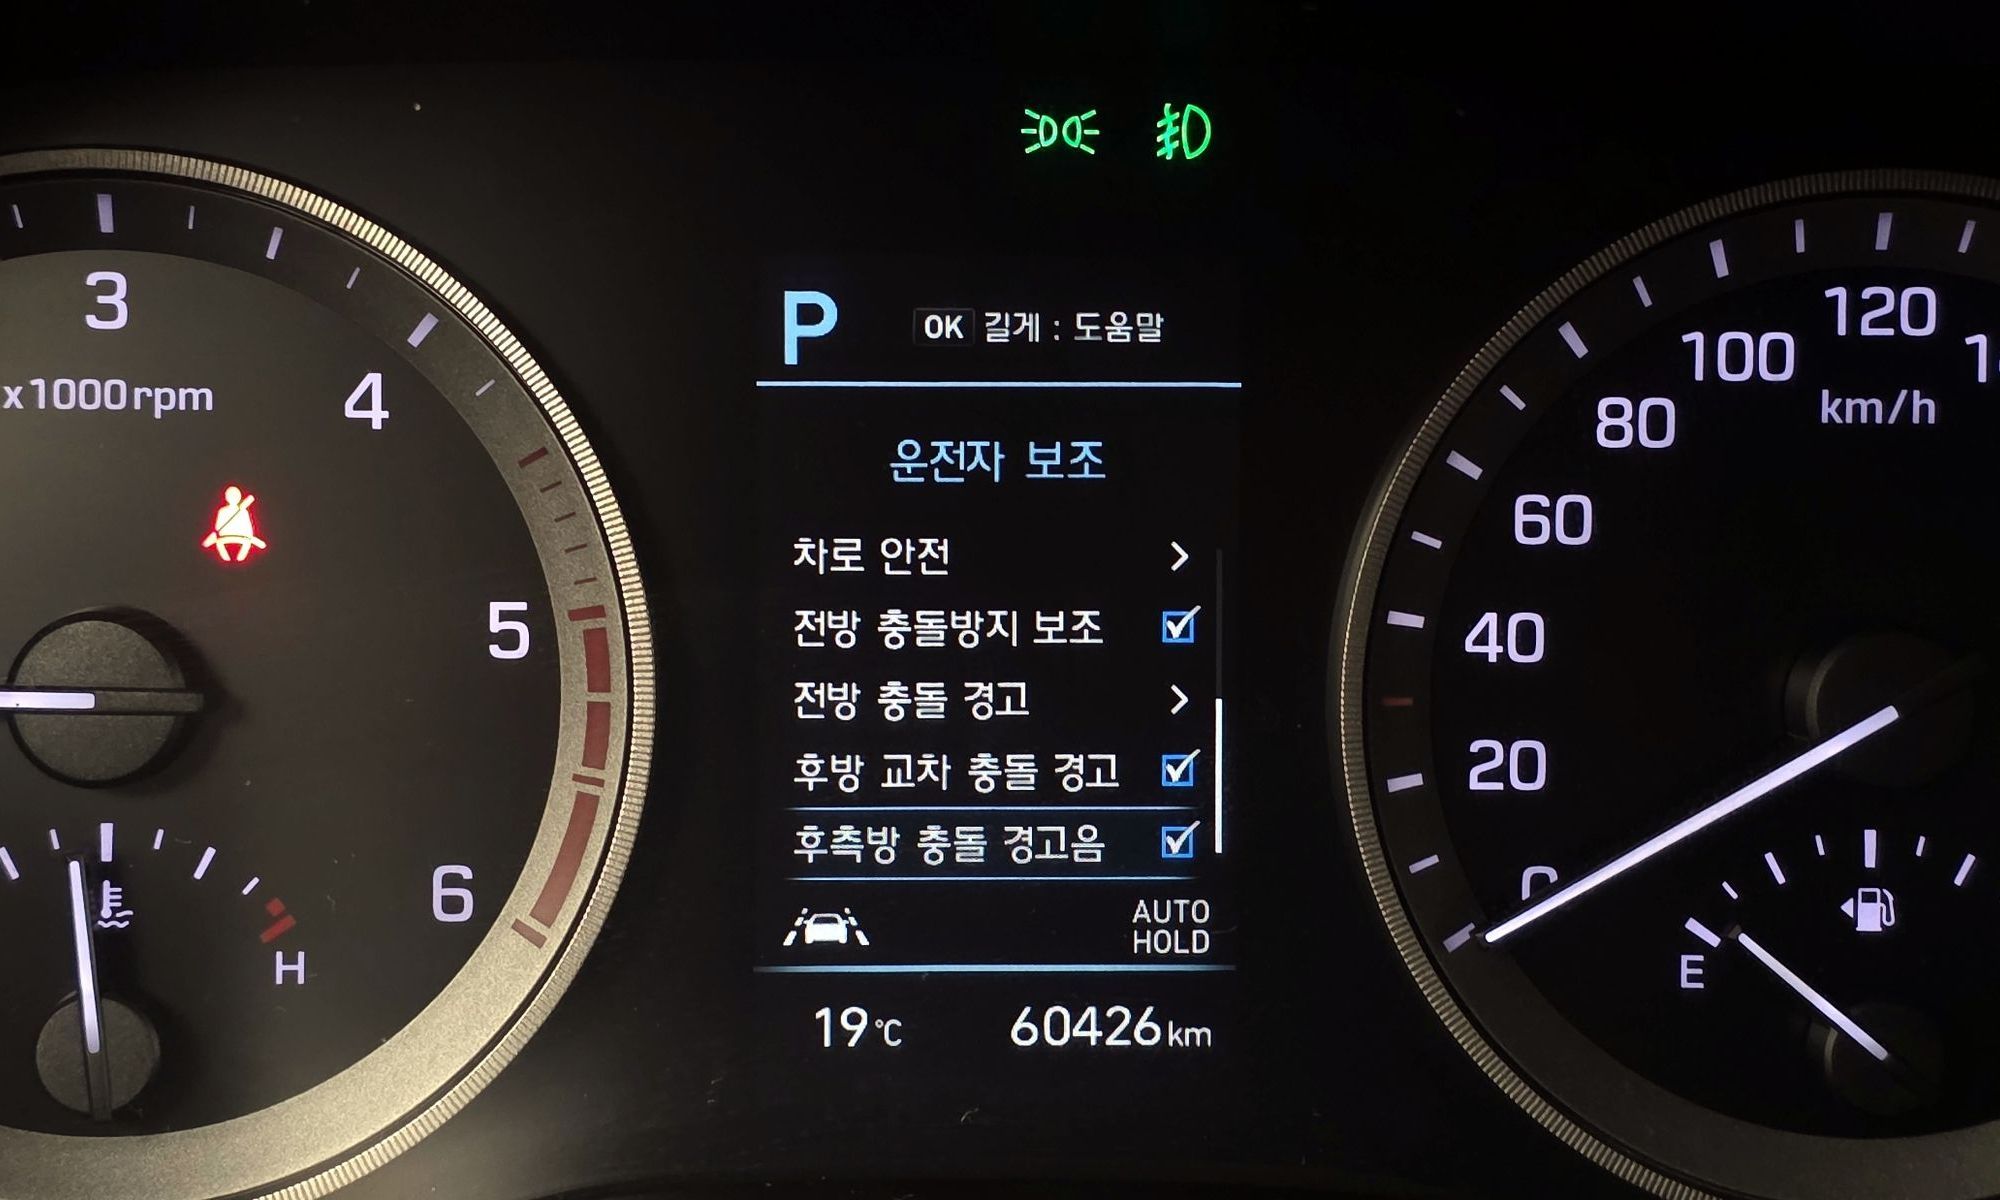 P OK 길게 : 도움말
운전자 보조
차로 안전
전방 충돌방지 보조
전방 충돌 경고
후방 교차 충돌 경고
후측방 충돌 경고음
AUTO
HOLD
19°C 60426 km
3
x1000rpm
4
5
6
H
120
100
km/h
80
60
40
20
0
E